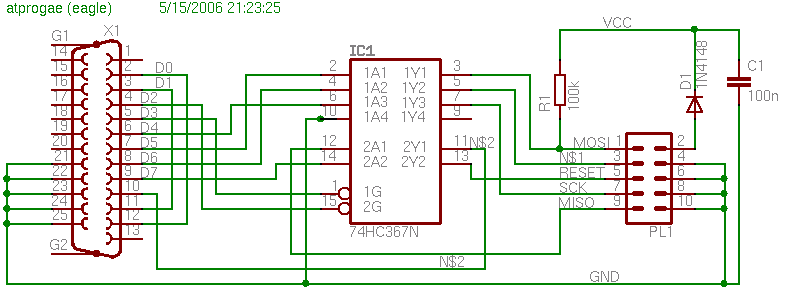 atprogae (eagle) 5/15/2006 21:23:25
VCC
G1 X1
14 1
15 2 D0
16 3 D1
17 4 D2
18 5 D3
19 6 D4
20 7 D5
21 8 D6
22 9 D7
23 10
24 11
25 12
13
G2
IC1
2 1A1 1Y1 3
4 1A2 1Y2 5
6 1A3 1Y3 7
10 1A4 1Y4 9
12 2A1 2Y1 11 N$2
14 2A2 2Y2 13
1 1G
15 2G
74HC367N
R1 100k
D1 1N4148
C1
100n
MOSI 1 2
N$1 3 4
RESET 5 6
SCK 7 8
MISO 9 10
PL1
N$2
GND